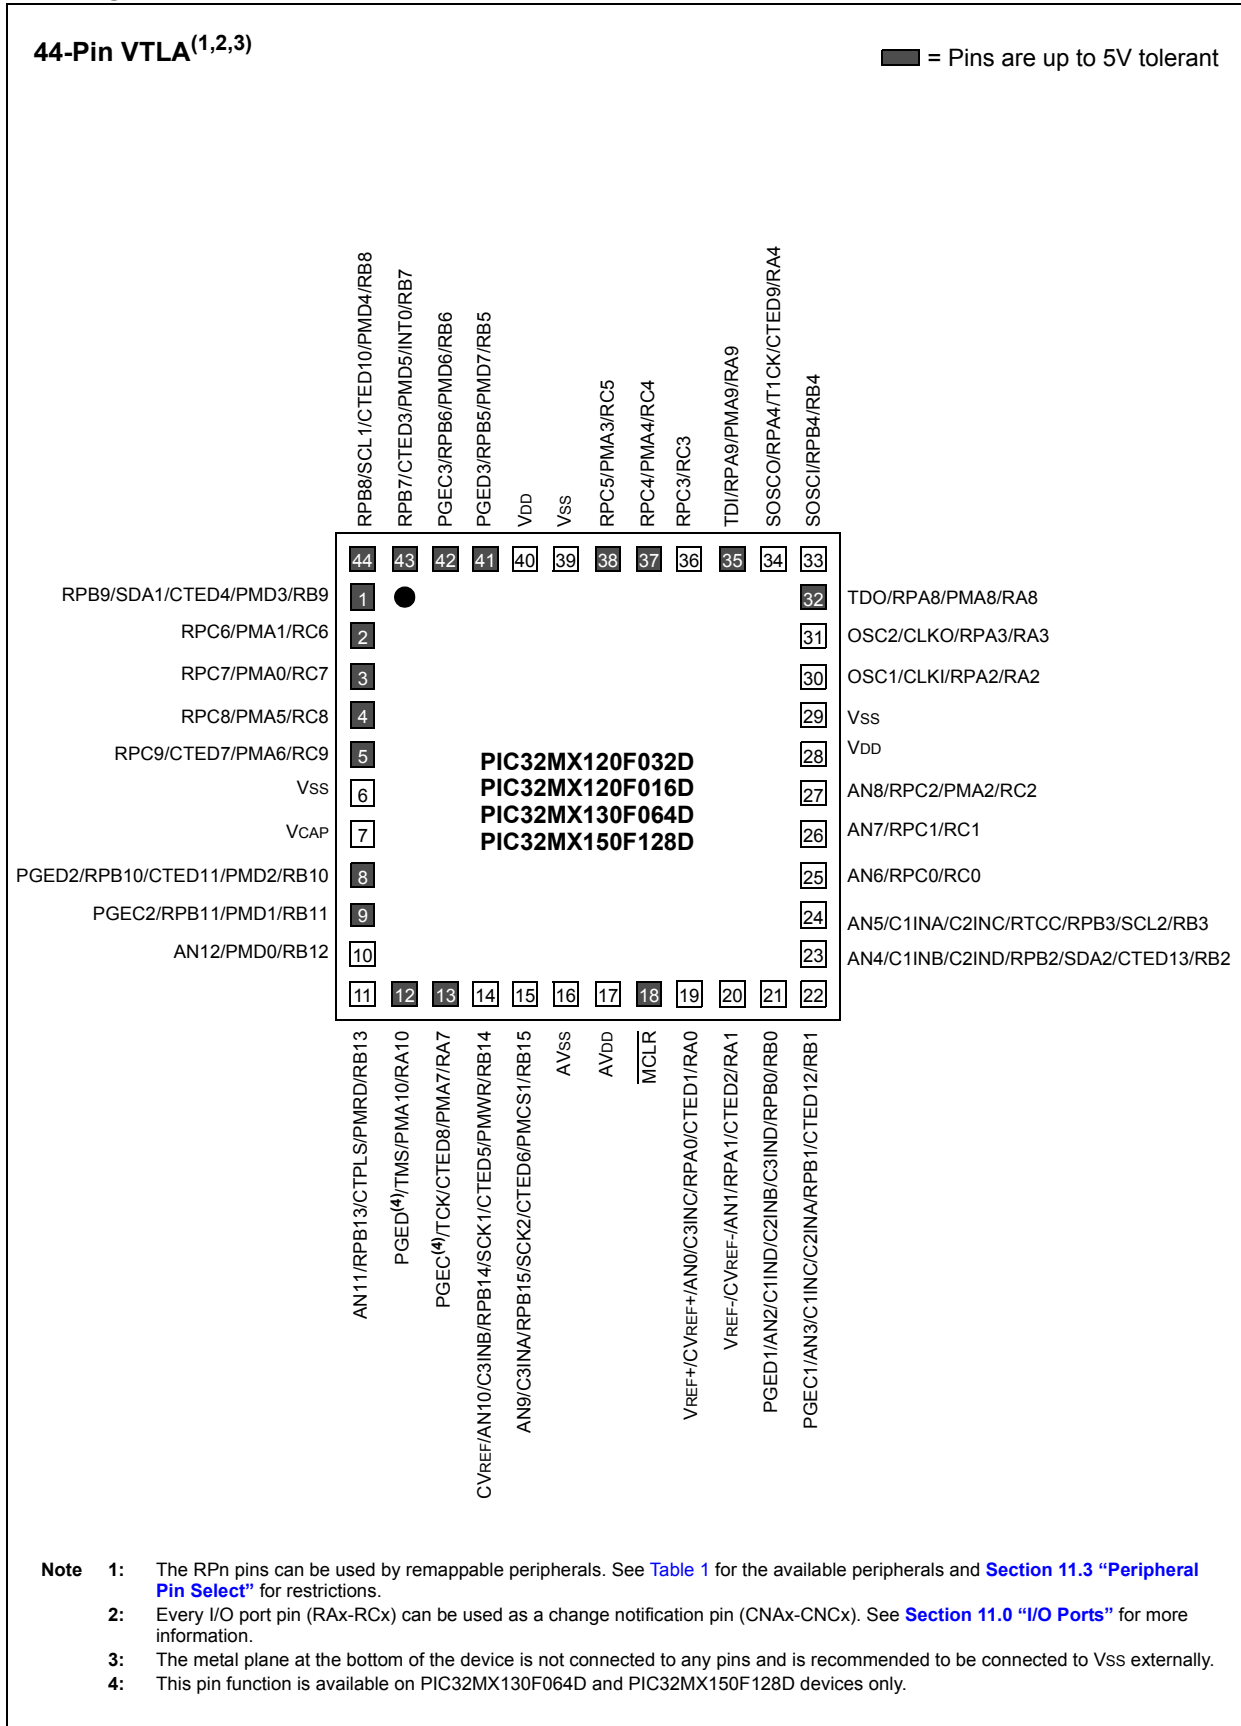 44-Pin VTLA(1,2,3)
= Pins are up to 5V tolerant
RPB8/SCL1/CTED10/PMD4/RB8
RPB7/CTED3/PMD5/INT0/RB7
PGEC3/RPB6/PMD6/RB6
PGED3/RPB5/PMD7/RB5
VDD
VSS
RPC5/PMA3/RC5
RPC4/PMA4/RC4
RPC3/RC3
TDI/RPA9/PMA9/RA9
SOSCO/RPA4/T1CK/CTED9/RA4
SOSCI/RPB4/RB4
44 43 42 41 40 39 38 37 36 35 34 33
RPB9/SDA1/CTED4/PMD3/RB9 1 32 TDO/RPA8/PMA8/RA8
RPC6/PMA1/RC6 2 31 OSC2/CLKO/RPA3/RA3
RPC7/PMA0/RC7 3 30 OSC1/CLKI/RPA2/RA2
RPC8/PMA5/RC8 4 29 VSS
RPC9/CTED7/PMA6/RC9 5 28 VDD
PIC32MX120F032D
PIC32MX120F016D
PIC32MX130F064D
PIC32MX150F128D
VSS 6 27 AN8/RPC2/PMA2/RC2
VCAP 7 26 AN7/RPC1/RC1
PGED2/RPB10/CTED11/PMD2/RB10 8 25 AN6/RPC0/RC0
PGEC2/RPB11/PMD1/RB11 9 24 AN5/C1INA/C2INC/RTCC/RPB3/SCL2/RB3
AN12/PMD0/RB12 10 23 AN4/C1INB/C2IND/RPB2/SDA2/CTED13/RB2
11 12 13 14 15 16 17 18 19 20 21 22
AN11/RPB13/CTPLS/PMRD/RB13
PGED(4)/TMS/PMA10/RA10
PGEC(4)/TCK/CTED8/PMA7/RA7
CVREF/AN10/C3INB/RPB14/SCK1/CTED5/PMWR/RB14
AN9/C3INA/RPB15/SCK2/CTED6/PMCS1/RB15
AVSS
AVDD
MCLR
VREF+/CVREF+/AN0/C3INC/RPA0/CTED1/RA0
VREF-/CVREF-/AN1/RPA1/CTED2/RA1
PGED1/AN2/C1IND/C2INB/C3IND/RPB0/RB0
PGEC1/AN3/C1INC/C2INA/RPB1/CTED12/RB1
Note 1: The RPn pins can be used by remappable peripherals. See Table 1 for the available peripherals and Section 11.3 “Peripheral
Pin Select” for restrictions.
2: Every I/O port pin (RAx-RCx) can be used as a change notification pin (CNAx-CNCx). See Section 11.0 “I/O Ports” for more
information.
3: The metal plane at the bottom of the device is not connected to any pins and is recommended to be connected to VSS externally.
4: This pin function is available on PIC32MX130F064D and PIC32MX150F128D devices only.